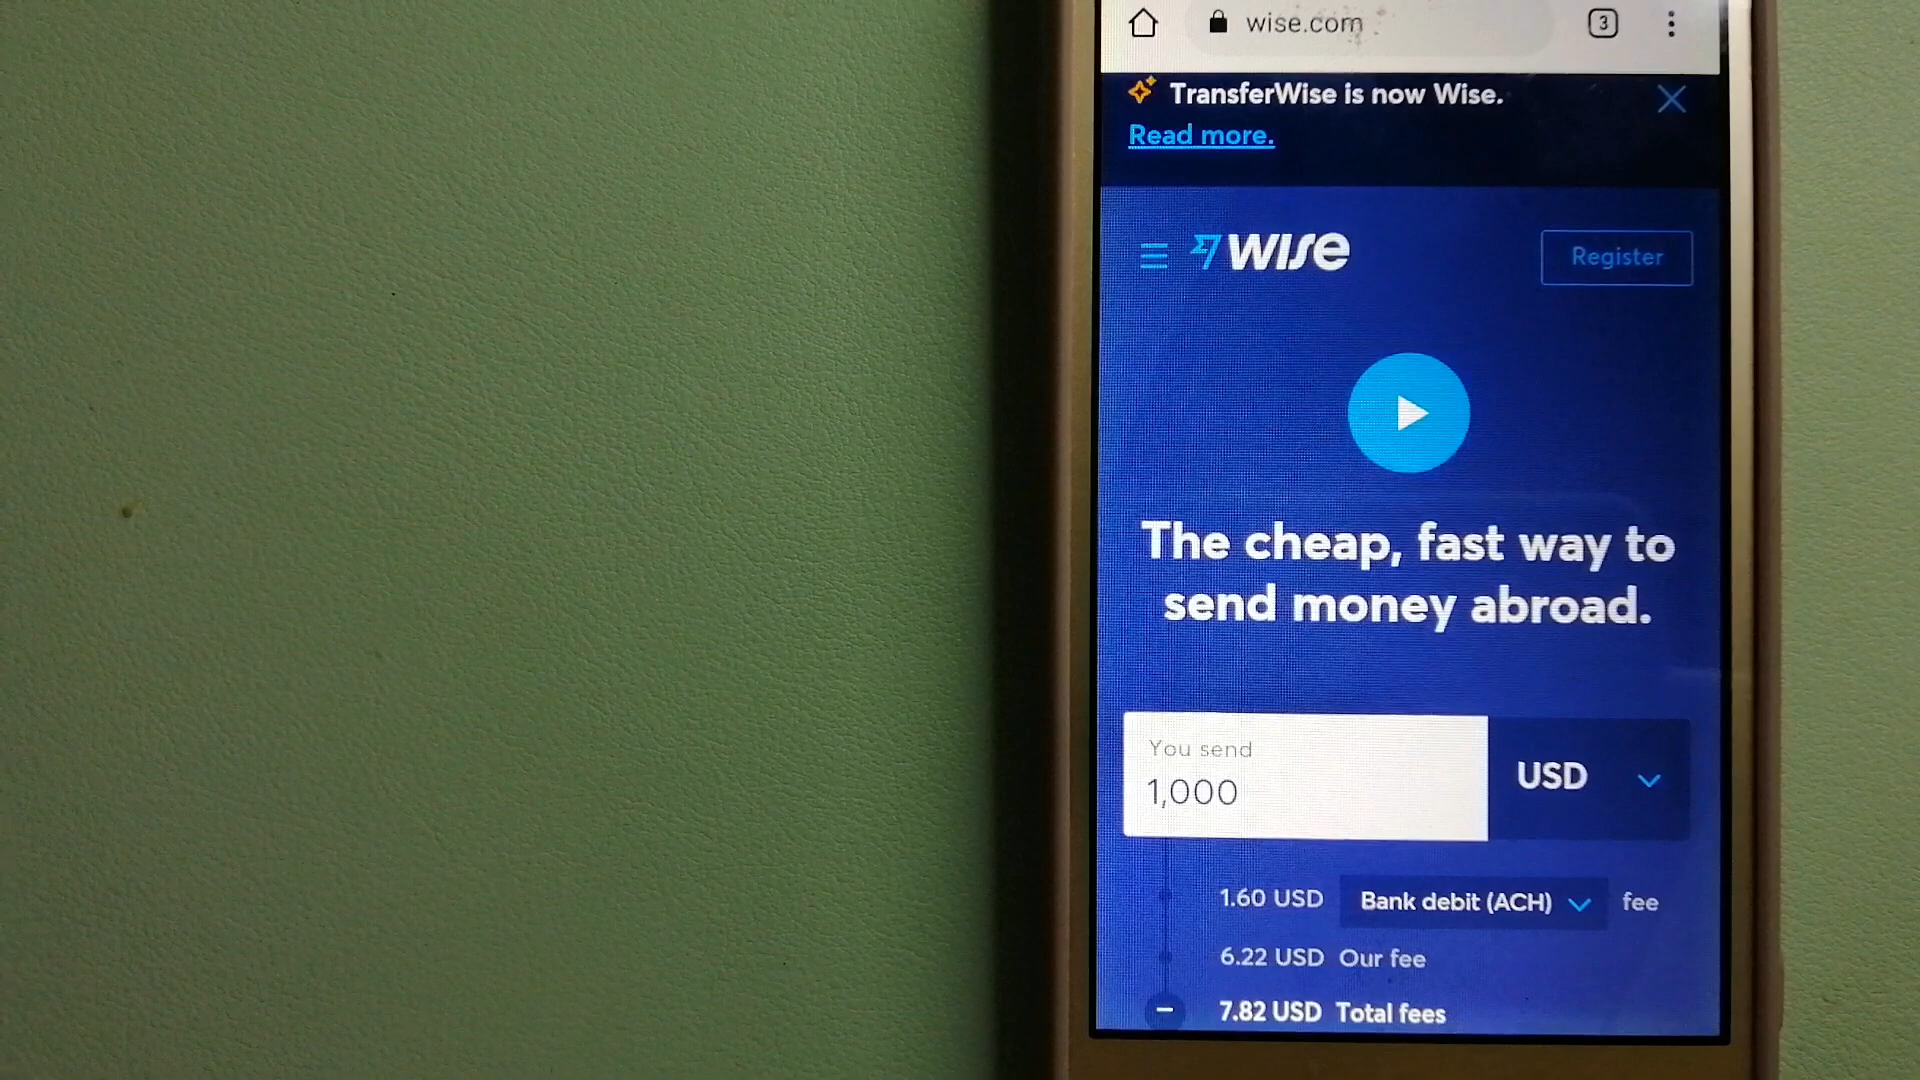 wise.com
3
TransferWise is now Wise.
Read more.
wise
Register
The cheap, fast way to
send money abroad.
You send
1,000
USD
1.60 USD Bank debit (ACH) fee
6.22 USD Our fee
7.82 USD Total fees